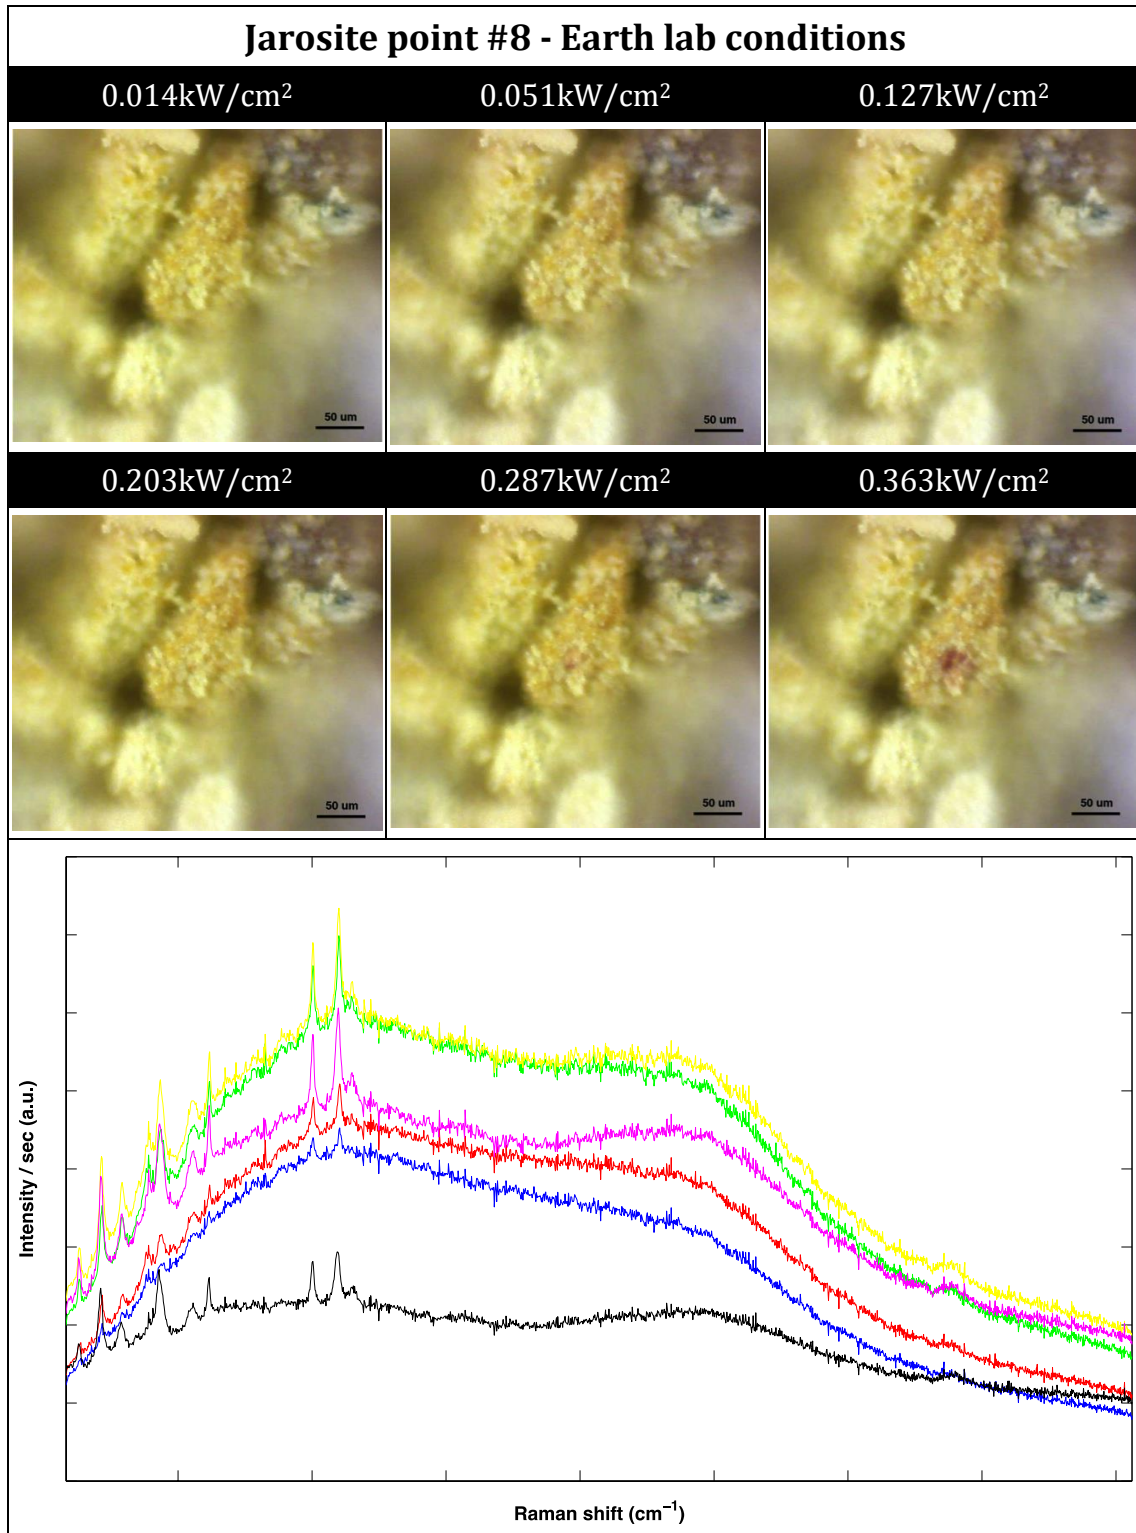 Jarosite point #8 - Earth lab conditions
0.014kW/cm²
0.051kW/cm²
0.127kW/cm²
50 um
50 um
50 um
0.203kW/cm²
0.287kW/cm²
0.363kW/cm²
50 um
50 um
50 um
Intensity / sec (a.u.)
Raman shift (cm⁻¹)